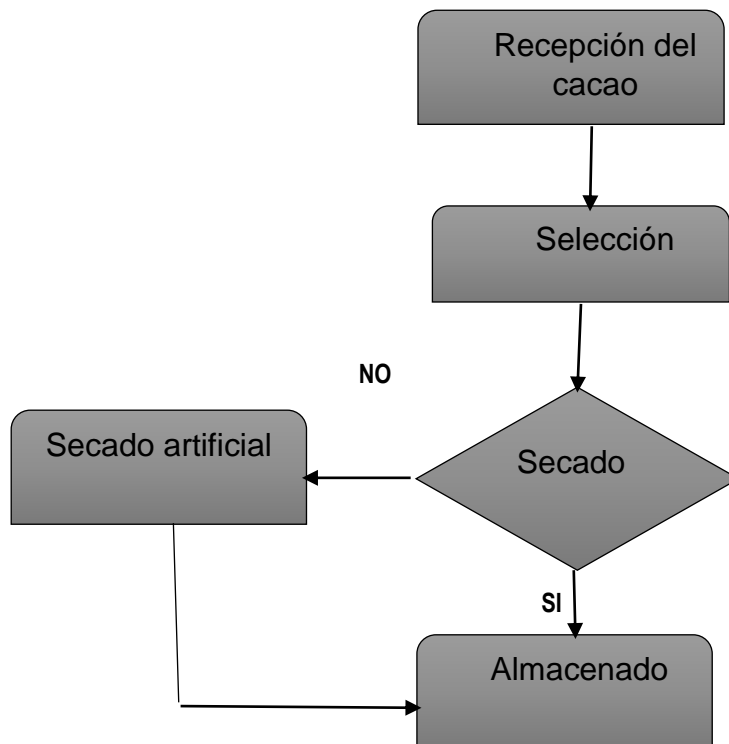 Recepción del
cacao
Selección
NO
Secado artificial
Secado
SI
Almacenado